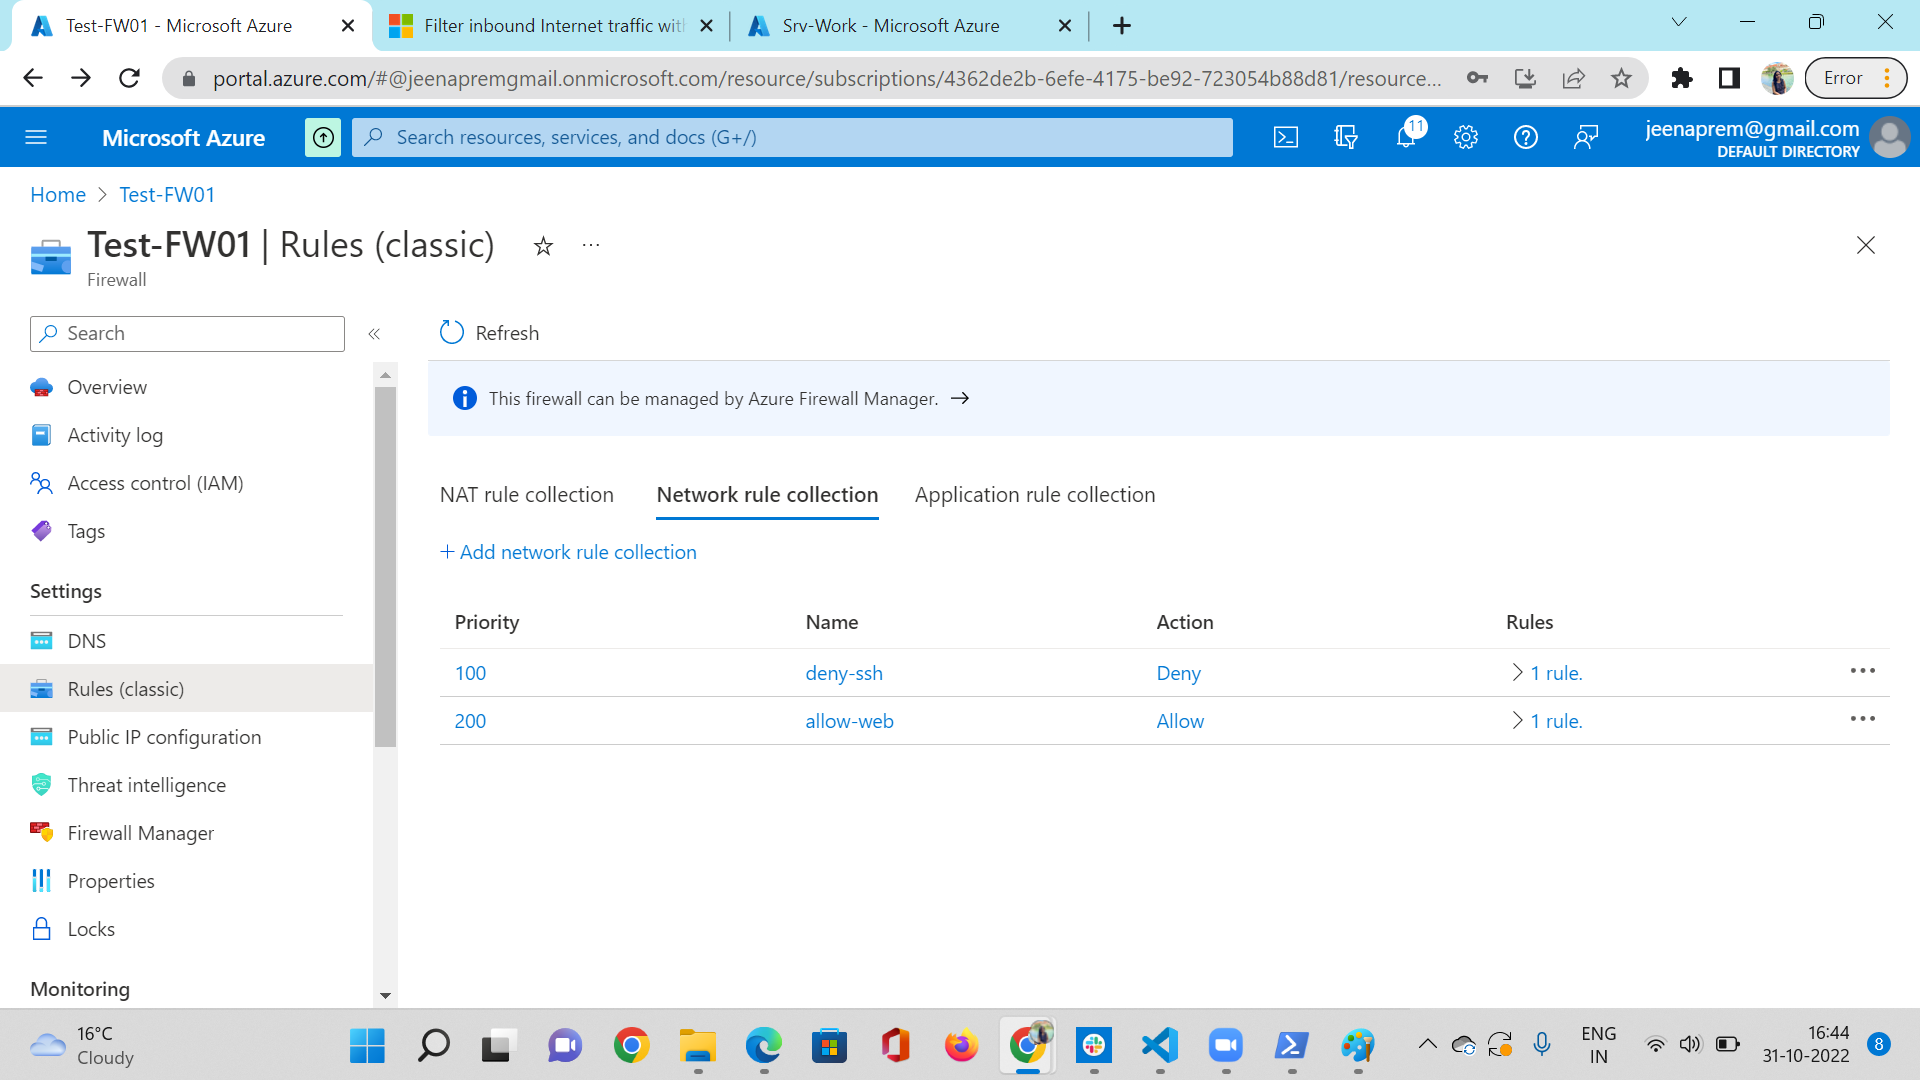 Test-FW01 - Microsoft Azure
Filter inbound Internet traffic wit
Srv-Work - Microsoft Azure
portal.azure.com/#@jeenapremgmail.onmicrosoft.com/resource/subscriptions/4362de2b-6efe-4175-be92-723054b88d81/resource...
Error
Microsoft Azure
Search resources, services, and docs (G+/)
11
jeenaprem@gmail.com
DEFAULT DIRECTORY
Home > Test-FW01
Test-FW01 | Rules (classic)
Firewall
Search
Refresh
This firewall can be managed by Azure Firewall Manager.
Overview
Activity log
Access control (IAM)
Tags
Settings
DNS
Rules (classic)
Public IP configuration
Threat intelligence
Firewall Manager
Properties
Locks
Monitoring
NAT rule collection Network rule collection Application rule collection
+ Add network rule collection
Priority Name Action Rules
100 deny-ssh Deny > 1 rule.
200 allow-web Allow > 1 rule.
16°C
Cloudy
ENG
IN
16:44
31-10-2022
8